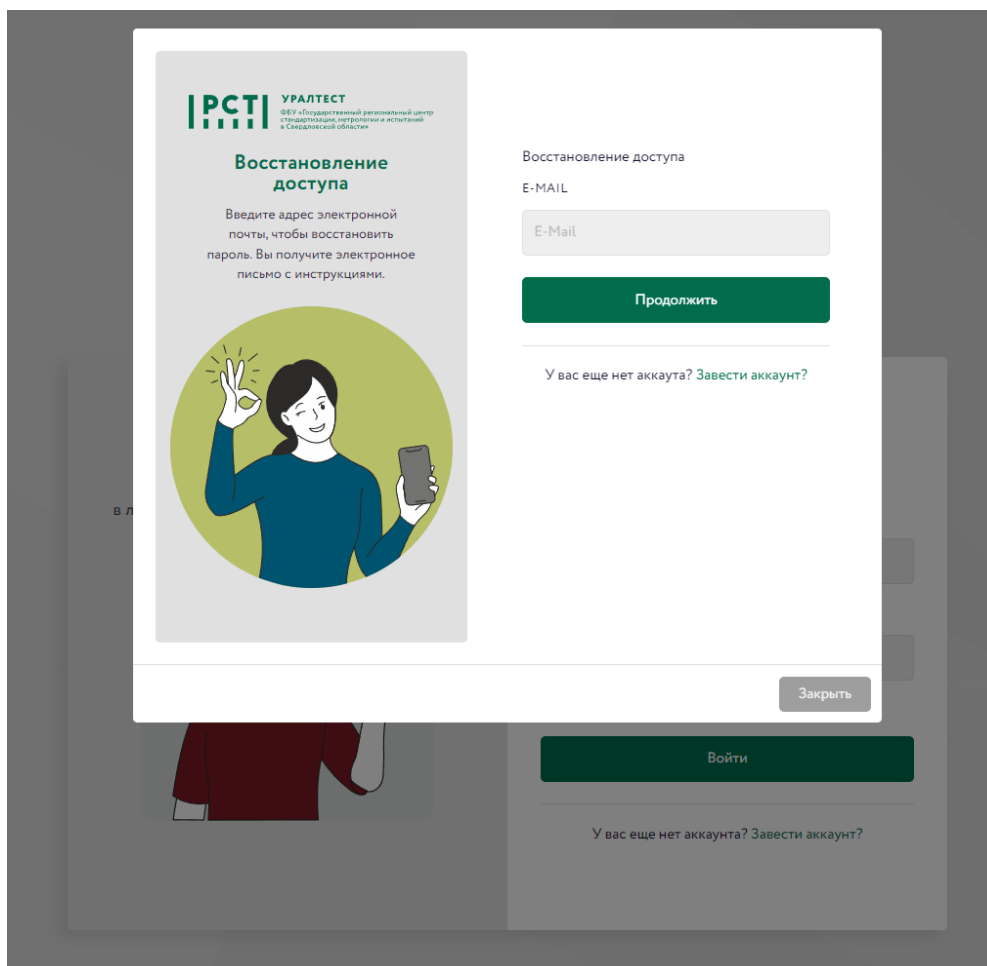 РСТ
УРАЛТЕСТ
ФБУ «Государственный региональный центр
стандартизации, метрологии и испытаний
в Свердловской области»
Восстановление
доступа
Введите адрес электронной
почты, чтобы восстановить
пароль. Вы получите электронное
письмо с инструкциями.
Восстановление доступа
E-MAIL
E-Mail
Продолжить
У вас еще нет аккаута? Завести аккаунт?
Закрыть
в л
Войти
У вас еще нет аккаунта? Завести аккаунт?